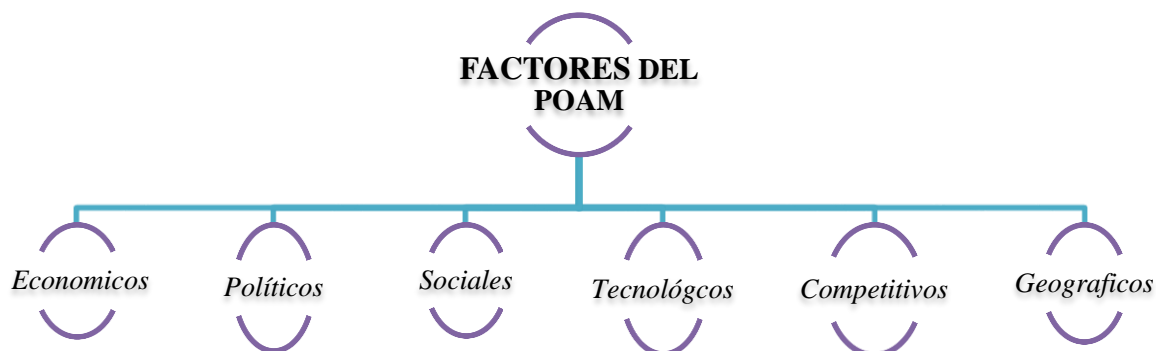 FACTORES DEL
POAM
Economicos
Políticos
Sociales
Tecnológcos
Competitivos
Geograficos